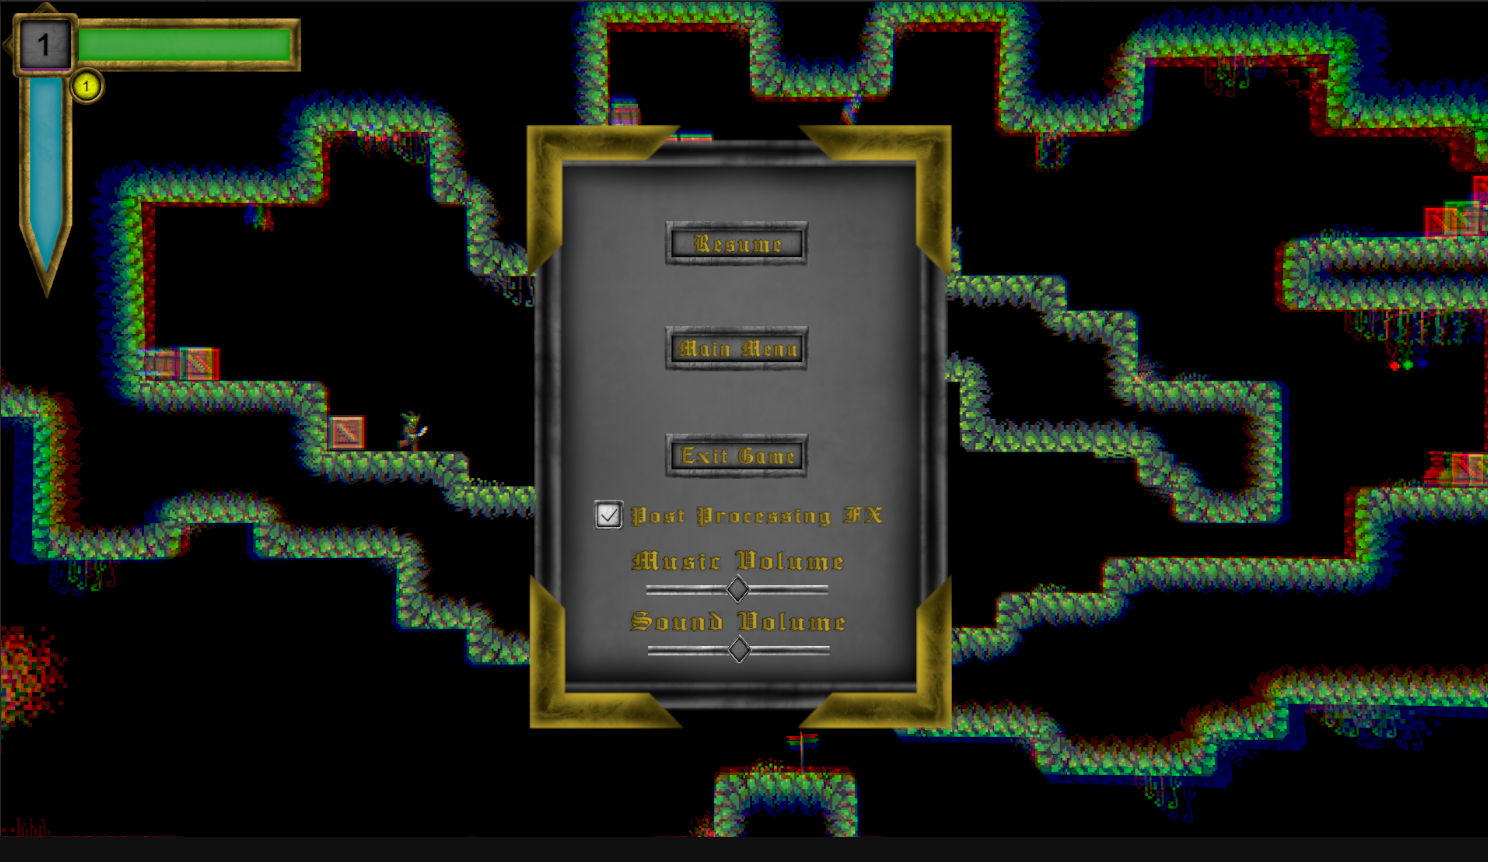 1
1
Resume
Main Menu
Exit Game
Post Processing FX
Music Volume
Sound Volume